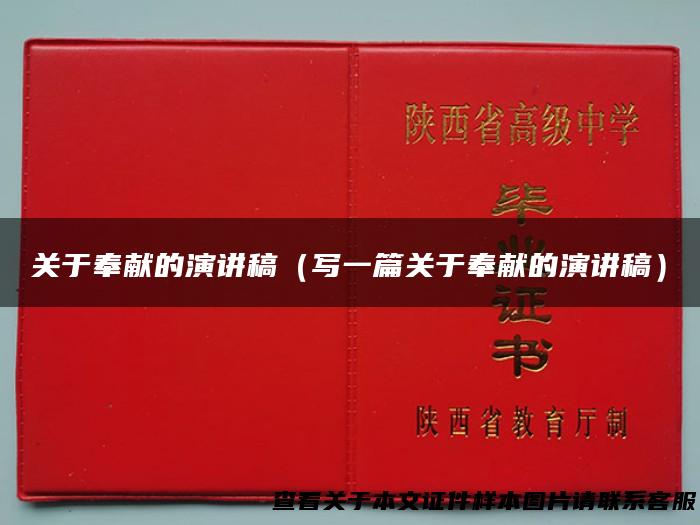 陕西省高级中学
毕业证书
关于奉献的演讲稿（写一篇关于奉献的演讲稿）
陕西省教育厅制
查看关于本文证件样本图片请联系客服